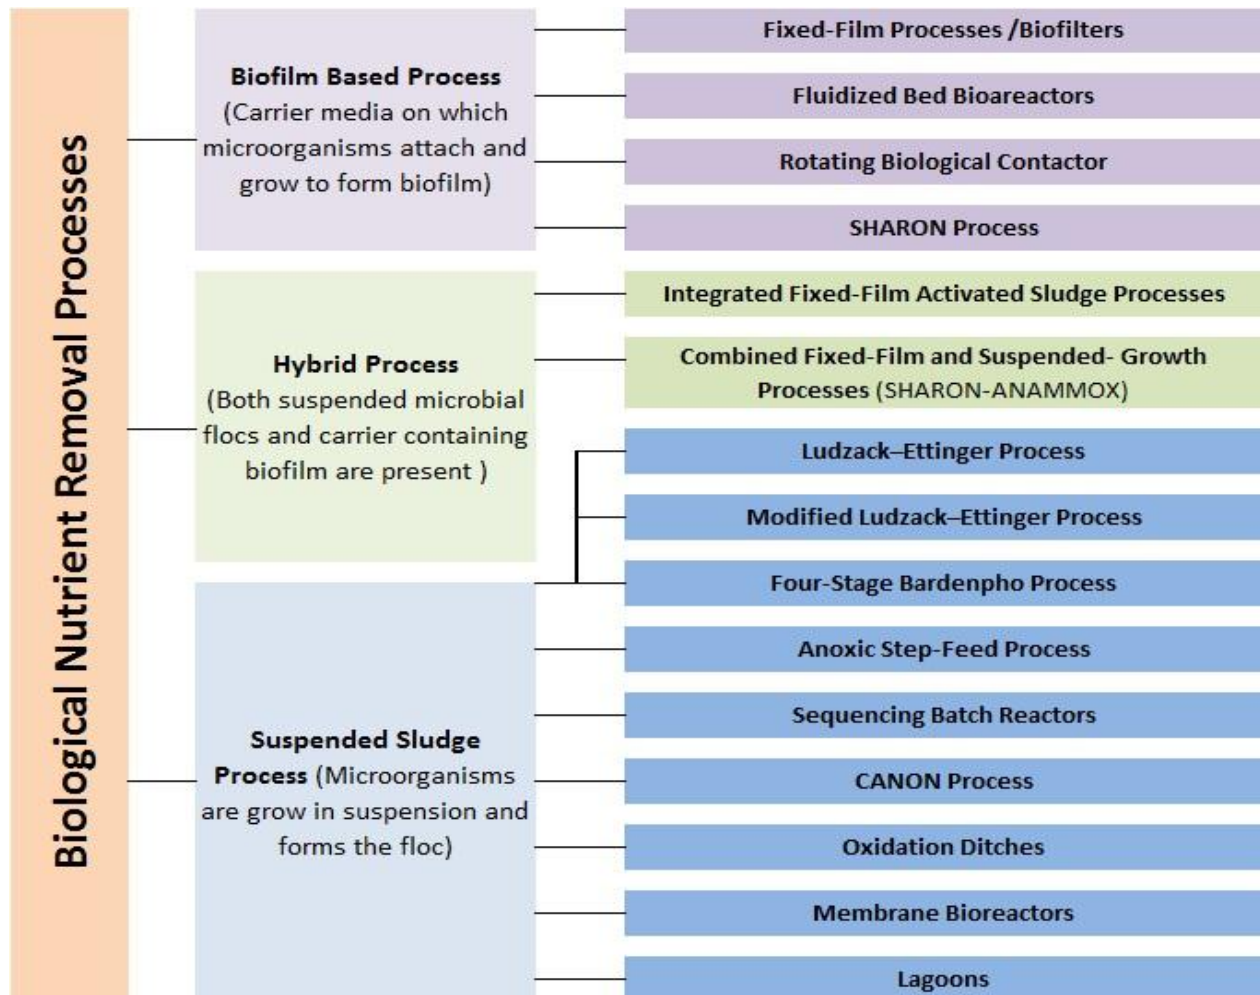 Biological Nutrient Removal Processes
Biofilm Based Process
(Carrier media on which
microorganisms attach and
grow to form biofilm)
Fixed-Film Processes /Biofilters
Fluidized Bed Bioareactors
Rotating Biological Contactor
SHARON Process
Hybrid Process
(Both suspended microbial
flocs and carrier containing
biofilm are present )
Integrated Fixed-Film Activated Sludge Processes
Combined Fixed-Film and Suspended- Growth
Processes (SHARON-ANAMMOX)
Suspended Sludge
Process (Microorganisms
are grow in suspension and
forms the floc)
Ludzack–Ettinger Process
Modified Ludzack–Ettinger Process
Four-Stage Bardenpho Process
Anoxic Step-Feed Process
Sequencing Batch Reactors
CANON Process
Oxidation Ditches
Membrane Bioreactors
Lagoons